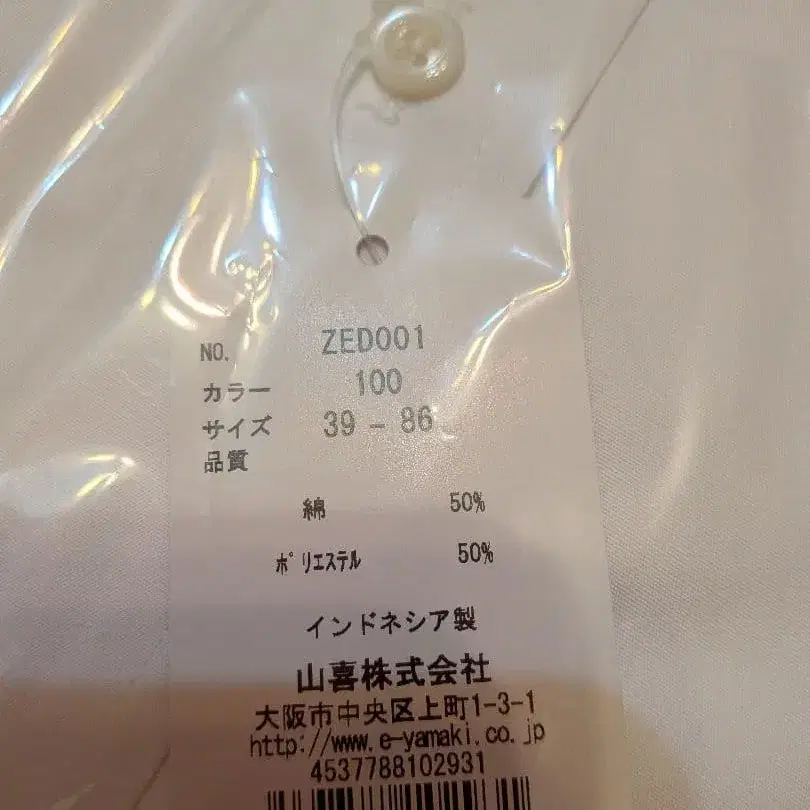 NO. ZED001
カラー 100
サイズ 39 - 86
品質
綿 50%
ポリエステル 50%
インドネシア製
山喜株式会社
大阪市中央区上町1-3-1
http://www.e-yamaki.co.jp
4537788102931